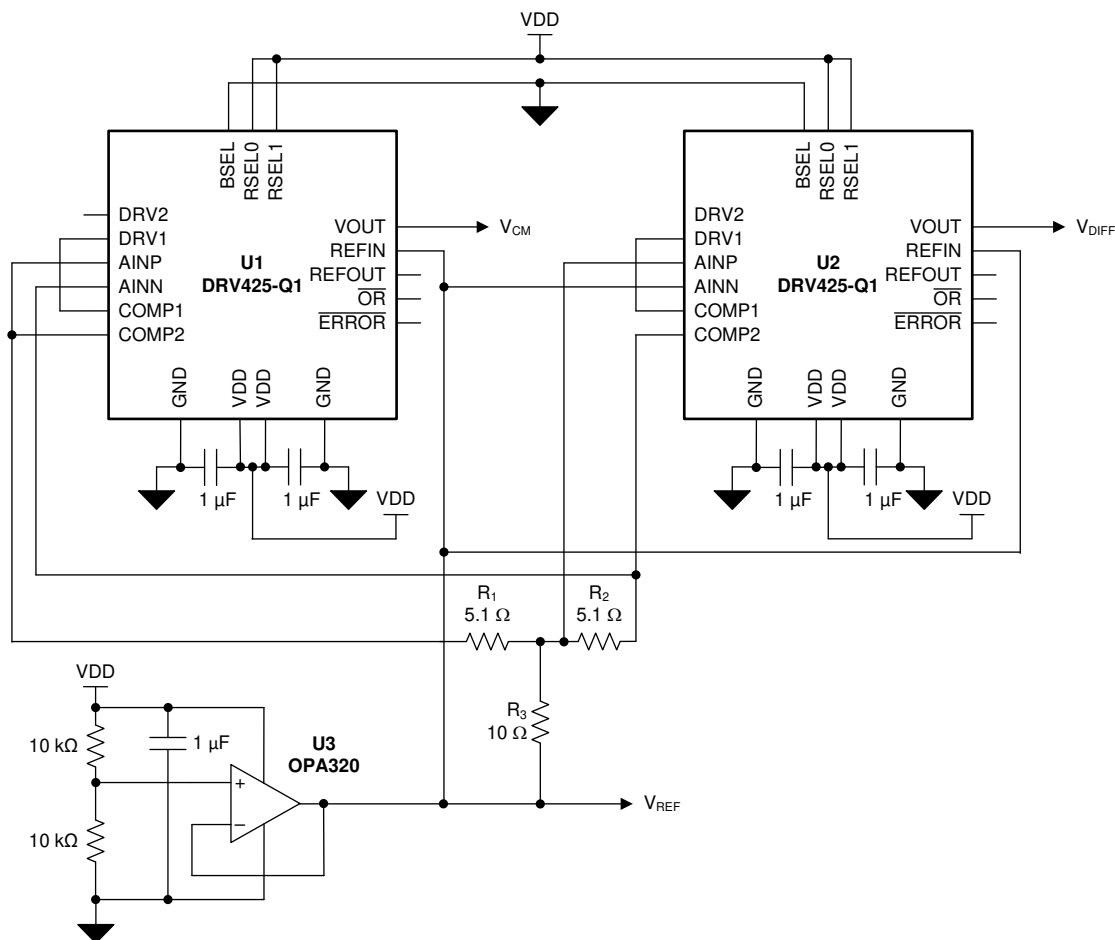 VDD
BSEL
RSEL0
RSEL1
DRV2
DRV1
AINP
AINN
COMP1
COMP2
U1
DRV425-Q1
VOUT
REFIN
REFOUT
OR
ERROR
GND
VDD
VDD
GND
VCM
1 µF
1 µF
VDD
BSEL
RSEL0
RSEL1
DRV2
DRV1
AINP
AINN
COMP1
COMP2
U2
DRV425-Q1
VOUT
REFIN
REFOUT
OR
ERROR
GND
VDD
VDD
GND
VDIFF
1 µF
1 µF
VDD
R1
5.1 Ω
R2
5.1 Ω
R3
10 Ω
VDD
10 kΩ
10 kΩ
1 µF
U3
OPA320
+
−
VREF